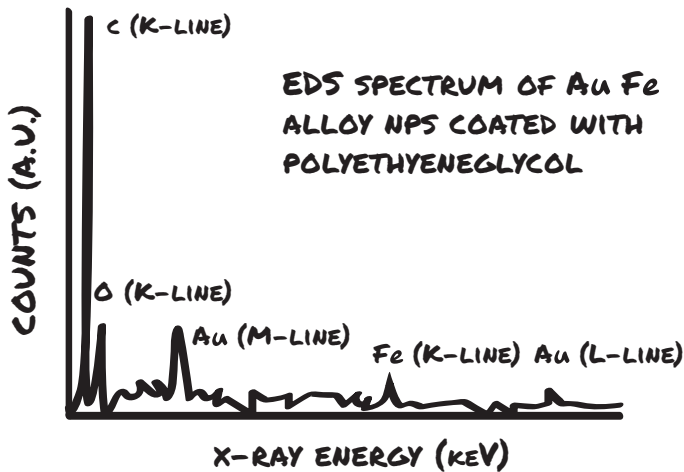 C (K-LINE)
EDS SPECTRUM OF Au Fe
ALLOY NPS COATED WITH
POLYETHYENEGLYCOL
COUNTS (A.U.)
O (K-LINE)
Au (M-LINE)
Fe (K-LINE)
Au (L-LINE)
X-RAY ENERGY (KeV)